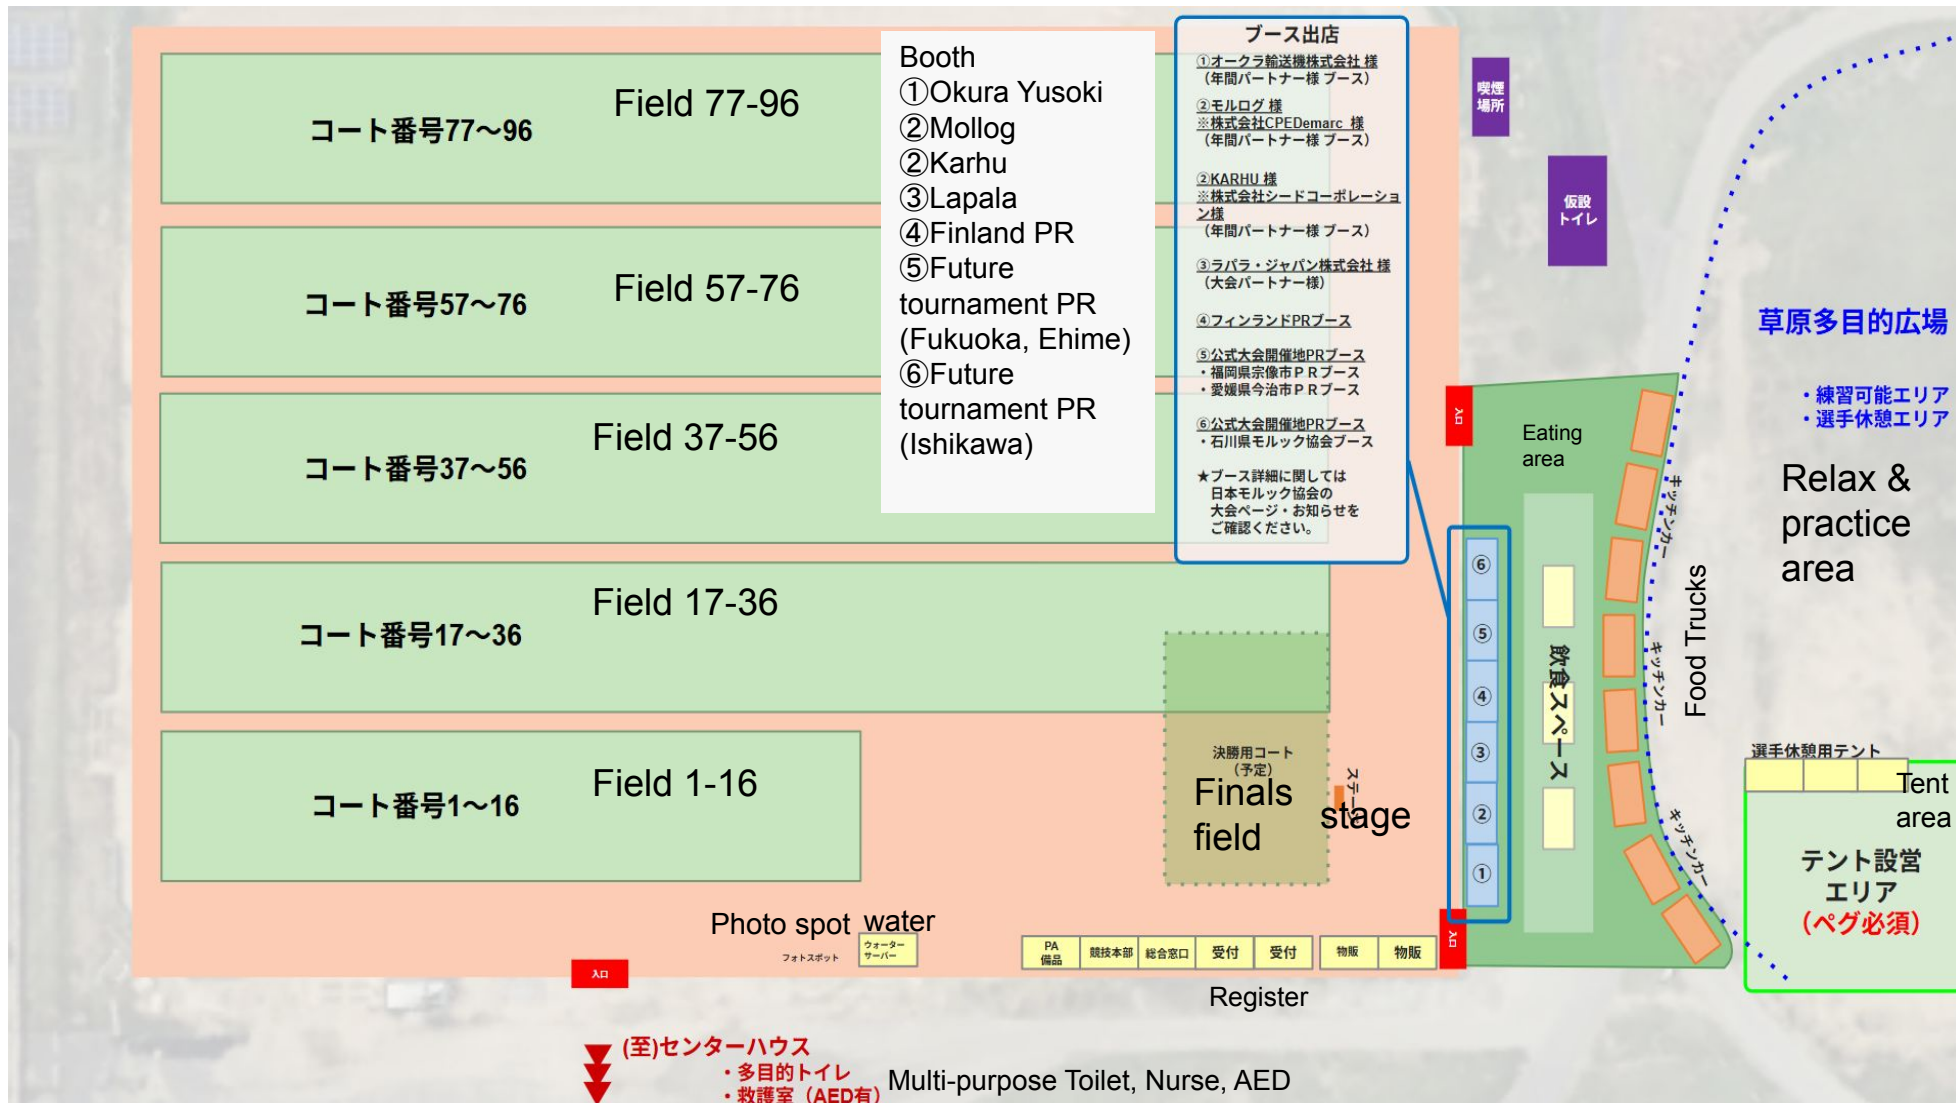 コート番号77～96
Field 77-96
コート番号57～76
Field 57-76
コート番号37～56
Field 37-56
コート番号17～36
Field 17-36
コート番号1～16
Field 1-16
Booth
①Okura Yusoki
②Mollog
②Karhu
③Lapala
④Finland PR
⑤Future
tournament PR
(Fukuoka, Ehime)
⑥Future
tournament PR
(Ishikawa)
ブース出店
①オークラ輸送機株式会社 様
（年間パートナー様 ブース）
②モルログ 様
※株式会社CPEDemarc 様
（年間パートナー様 ブース）
②KARHU 様
※株式会社シードコーポレーショ
ン様
（年間パートナー様 ブース）
③ラパラ・ジャパン株式会社 様
（大会パートナー様）
④フィンランドPRブース
⑤公式大会開催地PRブース
・福岡県宗像市ＰＲブース
・愛媛県今治市ＰＲブース
⑥公式大会開催地PRブース
・石川県モルック協会ブース
★ブース詳細に関しては
日本モルック協会の
大会ページ・お知らせを
ご確認ください。
喫煙
場所
仮設
トイレ
草原多目的広場
・練習可能エリア
・選手休憩エリア
Relax &
practice
area
入口
Eating
area
飲食スペース
キッチンカー
キッチンカー
キッチンカー
Food Trucks
⑥
⑤
④
③
②
①
決勝用コート
（予定）
Finals
field
ステージ
stage
選手休憩用テント
Tent
area
テント設営
エリア
（ペグ必須）
Photo spot
フォトスポット
water
ウォーター
サーバー
PA
備品
競技本部
総合窓口
受付
受付
物販
物販
入口
入口
Register
(至)センターハウス
・多目的トイレ
・救護室（AED有）
Multi-purpose Toilet, Nurse, AED